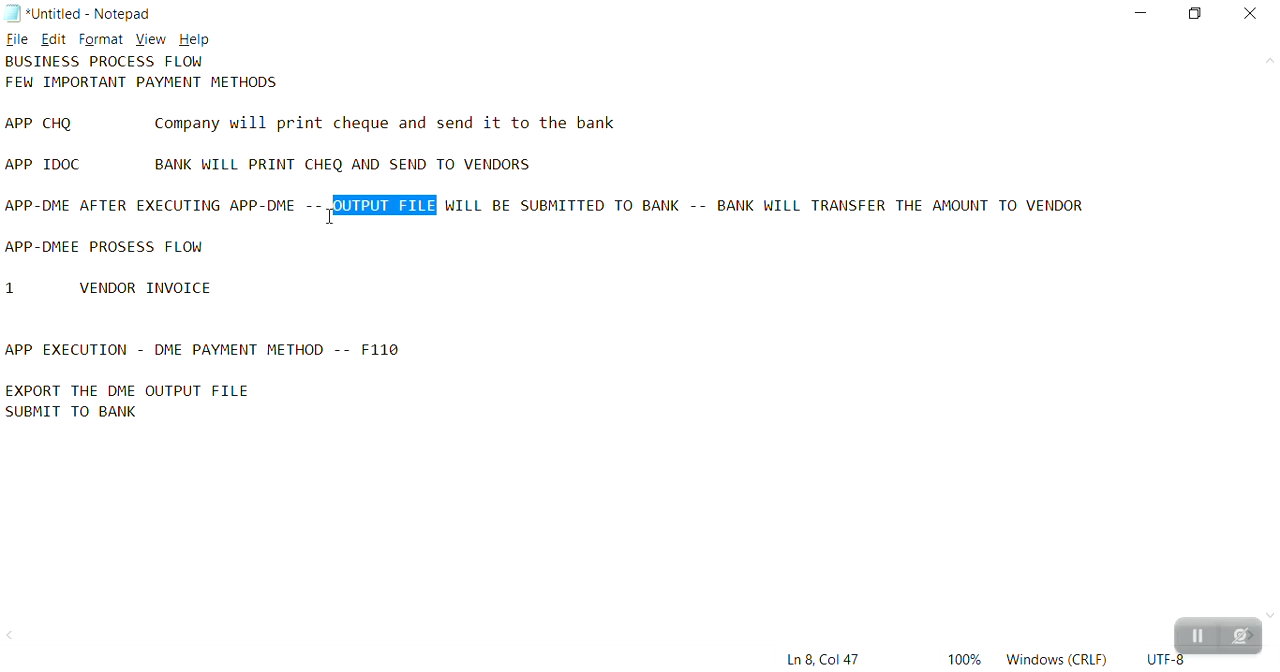 *Untitled - Notepad
File Edit Format View Help
BUSINESS PROCESS FLOW
FEW IMPORTANT PAYMENT METHODS
APP CHQ Company will print cheque and send it to the bank
APP IDOC BANK WILL PRINT CHEQ AND SEND TO VENDORS
APP-DME AFTER EXECUTING APP-DME -- OUTPUT FILE WILL BE SUBMITTED TO BANK -- BANK WILL TRANSFER THE AMOUNT TO VENDOR
APP-DMEE PROSESS FLOW
1 VENDOR INVOICE
APP EXECUTION - DME PAYMENT METHOD -- F110
EXPORT THE DME OUTPUT FILE
SUBMIT TO BANK
Ln 8, Col 47 100% Windows (CRLF) UTF-8